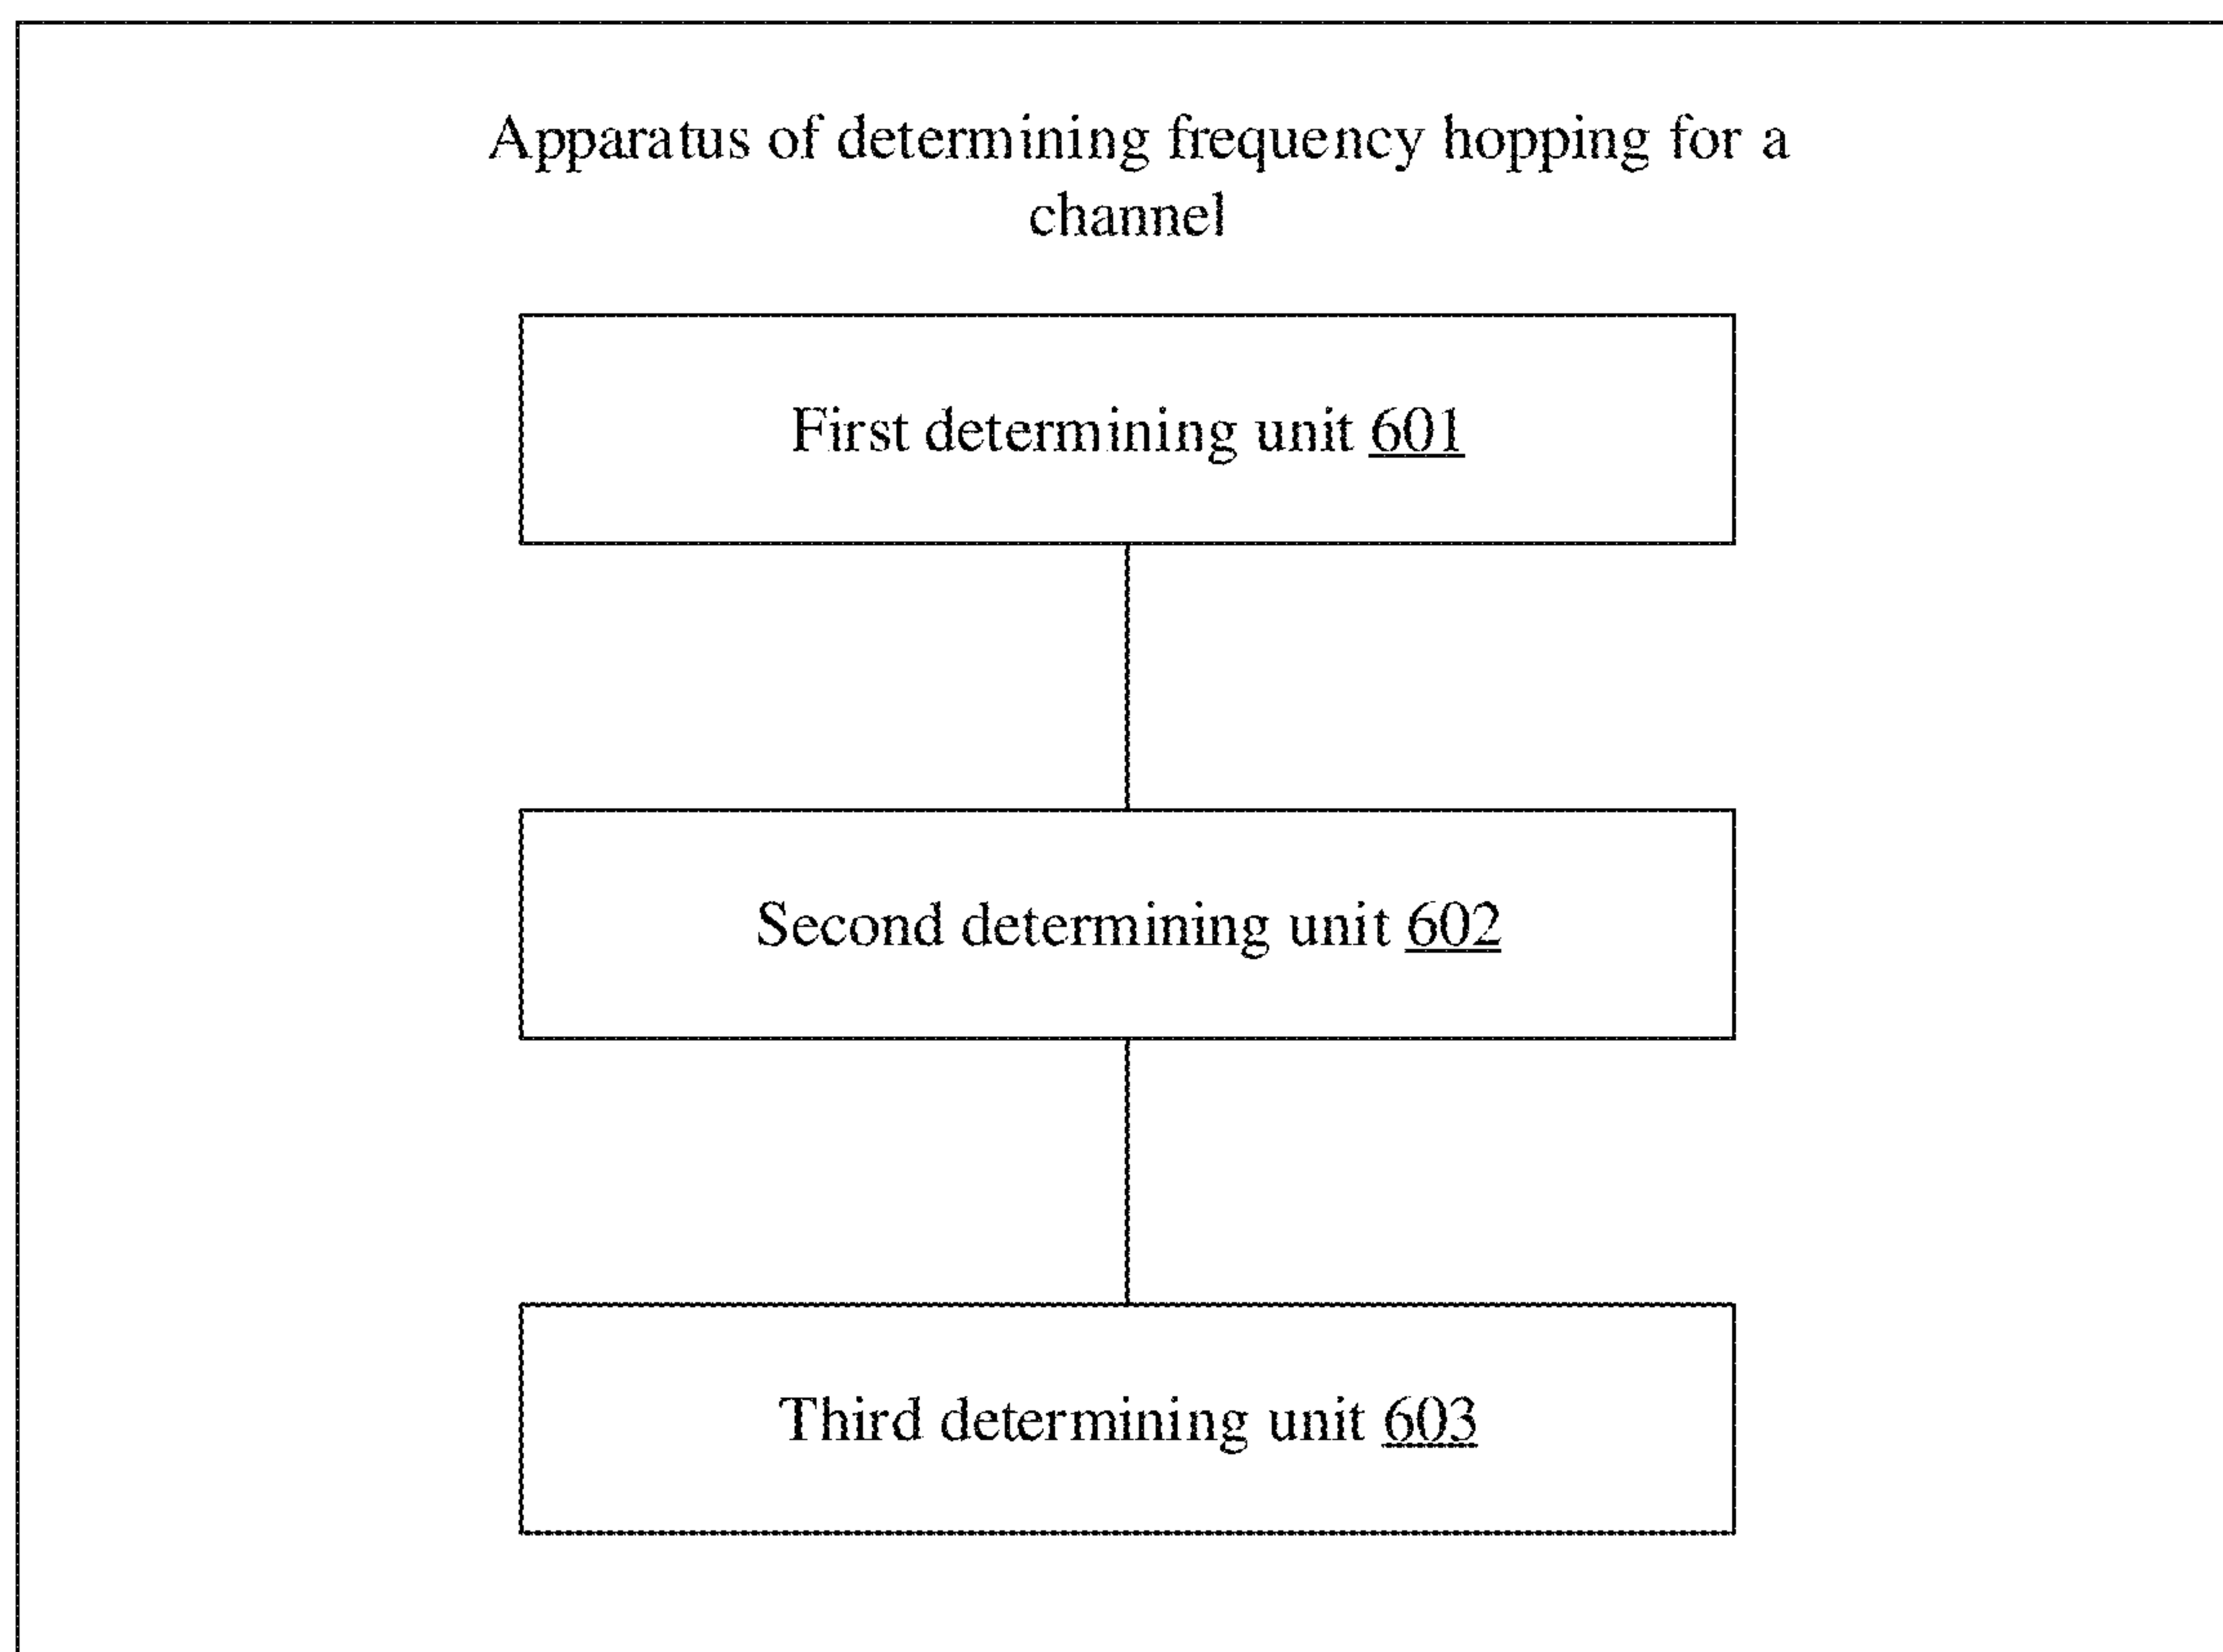 Apparatus of determining frequency hopping for a
channel
First determining unit 601
Second determining unit 602
Third determining unit 603